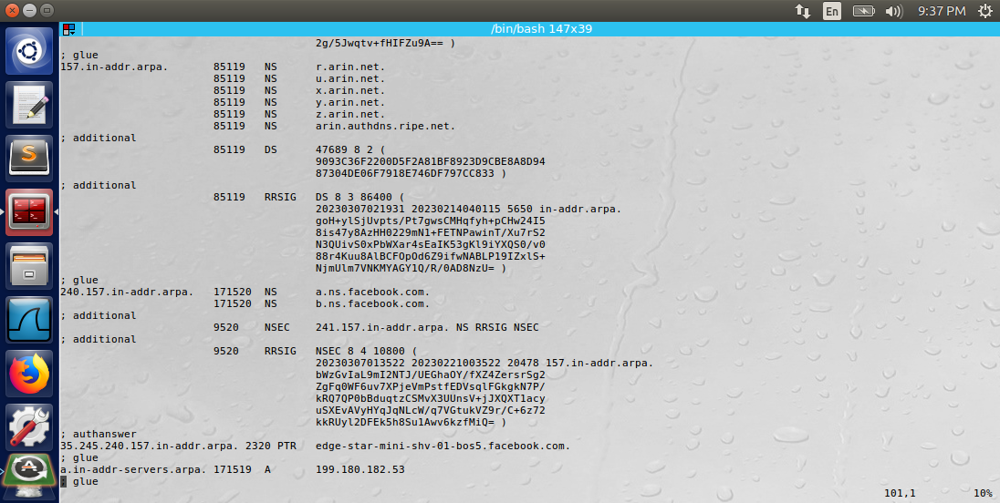 En 9:37 PM
/bin/bash 147x39
2g/5Jwqtv+fHIFZu9A== )
; glue
157.in-addr.arpa. 85119 NS r.arin.net.
85119 NS u.arin.net.
85119 NS x.arin.net.
85119 NS y.arin.net.
85119 NS z.arin.net.
85119 NS arin.authdns.ripe.net.
; additional
85119 DS 47689 8 2 (
9093C36F2200D5F2A81BF8923D9CBE8A8D94
87304DE06F7918E746DF797CC833 )
; additional
85119 RRSIG DS 8 3 86400 (
20230307021931 20230214040115 5650 in-addr.arpa.
goH+ylSjUvpts/Pt7gwsCMHqfyh+pCHw24I5
8is47y8AzHH0229mN1+FETNPawinT/Xu7rS2
N3QUivS0xPbWXar4sEaIK53gKl9iYXQS0/v0
88r4Kuu8AlBCFOpOd6Z9ifwNABLP19IZxlS+
NjmUlm7VNKMYAGY1Q/R/0AD8NzU= )
; glue
240.157.in-addr.arpa. 171520 NS a.ns.facebook.com.
171520 NS b.ns.facebook.com.
; additional
9520 NSEC 241.157.in-addr.arpa. NS RRSIG NSEC
; additional
9520 RRSIG NSEC 8 4 10800 (
20230307013522 20230221003522 20478 157.in-addr.arpa.
bWzGvIaL9mI2NTJ/UEGhaOY/fXZ4ZersrSg2
ZgFq0WF6uv7XPjeVmPstfEDVsqlFGkgkN7P/
kRQ7QP0bBduqtzCSMvX3UUnsV+jJXQXT1acy
uSXEvAVyHYqJqNLcW/q7VGtukVZ9r/C+6z72
kkRUyl2DFEk5h8Su1Awv6kzfMiQ= )
; authanswer
35.245.240.157.in-addr.arpa. 2320 PTR edge-star-mini-shv-01-bos5.facebook.com.
; glue
a.in-addr-servers.arpa. 171519 A 199.180.182.53
; glue
101,1 10%